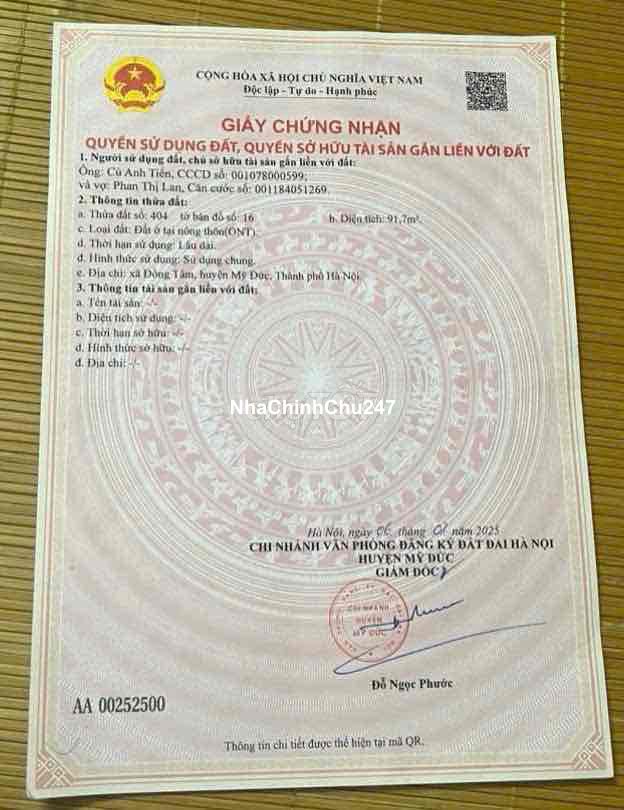 CỘNG HÒA XÃ HỘI CHỦ NGHĨA VIỆT NAM
Độc lập - Tự do - Hạnh phúc
GIẤY CHỨNG NHẬN
QUYỀN SỬ DỤNG ĐẤT, QUYỀN SỞ HỮU TÀI SẢN GẮN LIỀN VỚI ĐẤT
1. Người sử dụng đất, chủ sở hữu tài sản gắn liền với đất:
Ông: Cù Anh Tiến, CCCD số: 001078000599;
và vợ: Phan Thị Lan, Căn cước số: 001184051269.
2. Thông tin thửa đất:
a. Thửa đất số: 404 tờ bản đồ số: 16 b. Diện tích: 91,7m².
c. Loại đất: Đất ở tại nông thôn(ONT).
d. Thời hạn sử dụng: Lâu dài.
đ. Hình thức sử dụng: Sử dụng chung.
e. Địa chỉ: xã Đồng Tâm, huyện Mỹ Đức, Thành phố Hà Nội.
3. Thông tin tài sản gắn liền với đất:
a. Tên tài sản: -/-
b. Diện tích sử dụng: -/-
c. Thời hạn sở hữu: -/-
d. Hình thức sở hữu: -/-
đ. Địa chỉ: -/-
NhaChinhChu247
Hà Nội, ngày 06 tháng 01 năm 2025
CHI NHÁNH VĂN PHÒNG ĐĂNG KÝ ĐẤT ĐAI HÀ NỘI
HUYỆN MỸ ĐỨC
GIÁM ĐỐC
CHI NHÁNH
HUYỆN
MỸ ĐỨC
Đỗ Ngọc Phước
AA 00252500
Thông tin chi tiết được thể hiện tại mã QR.